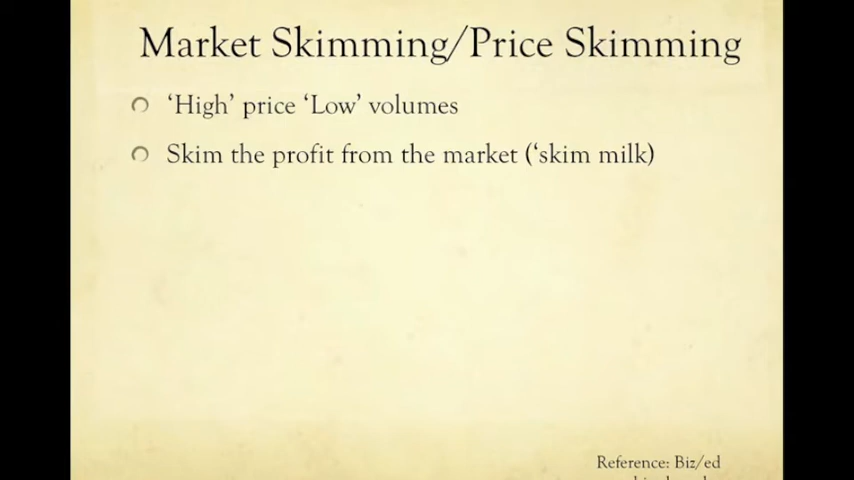 Market Skimming/Price Skimming
‘High’ price ‘Low’ volumes
Skim the profit from the market (‘skim milk)
Reference: Biz/ed